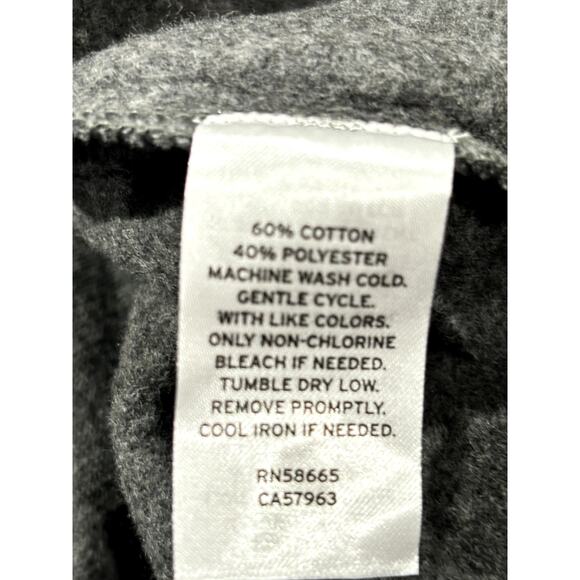 60% COTTON
40% POLYESTER
MACHINE WASH COLD.
GENTLE CYCLE.
WITH LIKE COLORS.
ONLY NON-CHLORINE
BLEACH IF NEEDED.
TUMBLE DRY LOW.
REMOVE PROMPTLY.
COOL IRON IF NEEDED.
RN58665
CA57963